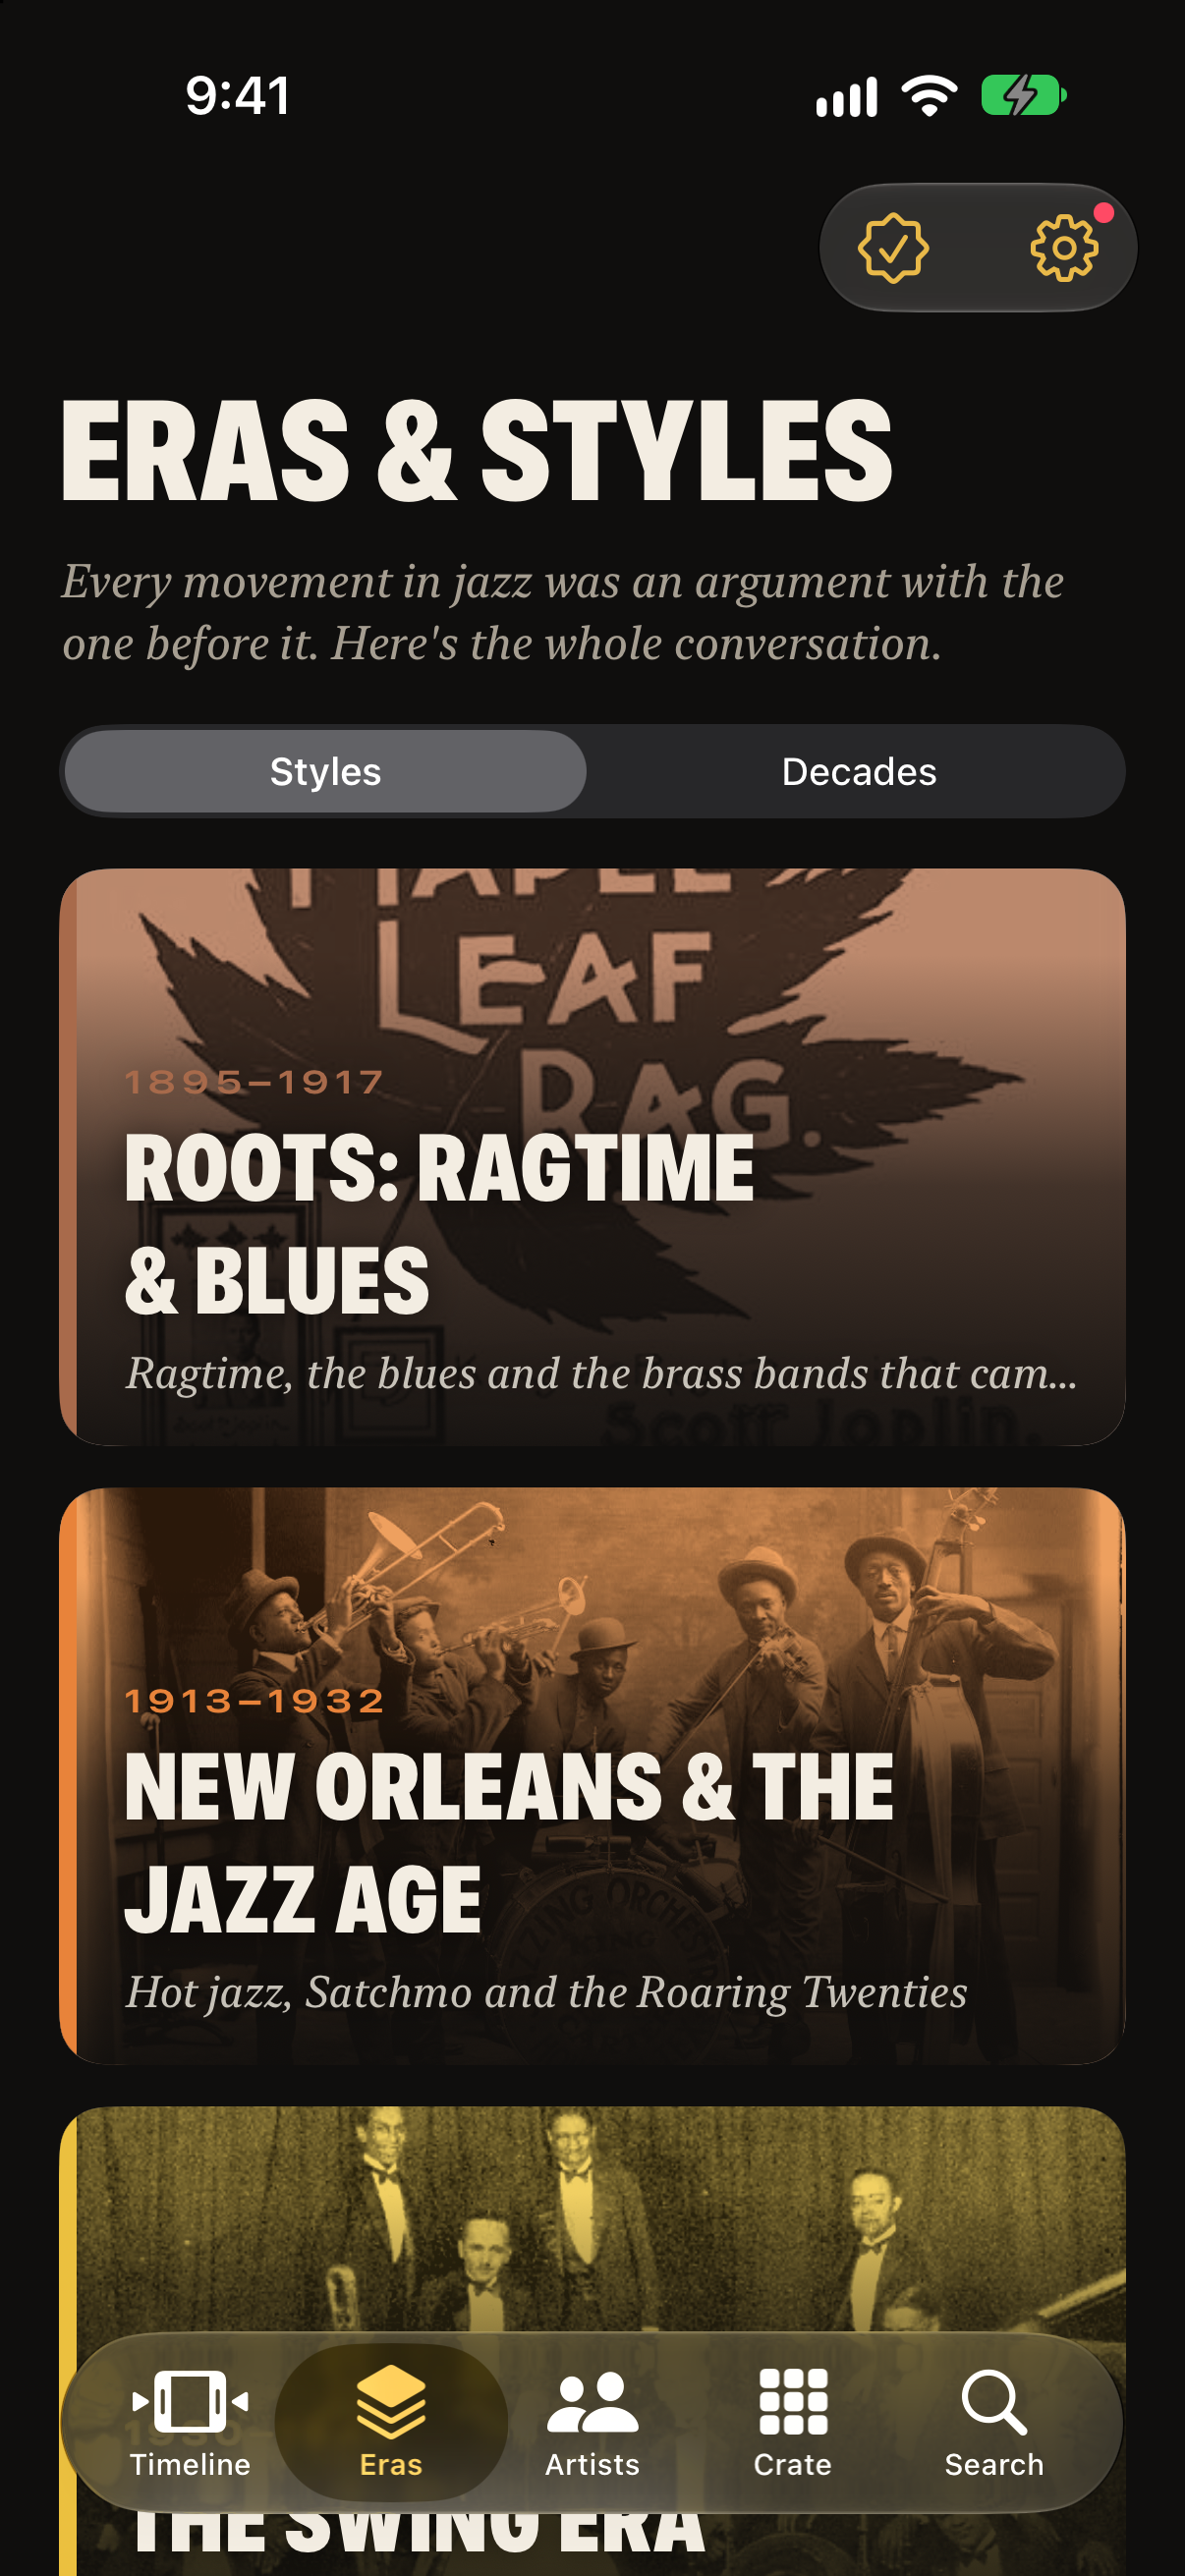 9:41
ERAS & STYLES
Every movement in jazz was an argument with the
one before it. Here's the whole conversation.
Styles
Decades
MAPLE
LEAF
RAG.
1895–1917
ROOTS: RAGTIME
& BLUES
Ragtime, the blues and the brass bands that cam...
Scott Joplin.
1913–1932
NEW ORLEANS & THE
JAZZ AGE
Hot jazz, Satchmo and the Roaring Twenties
THE SWING ERA
Timeline
Eras
Artists
Crate
Search